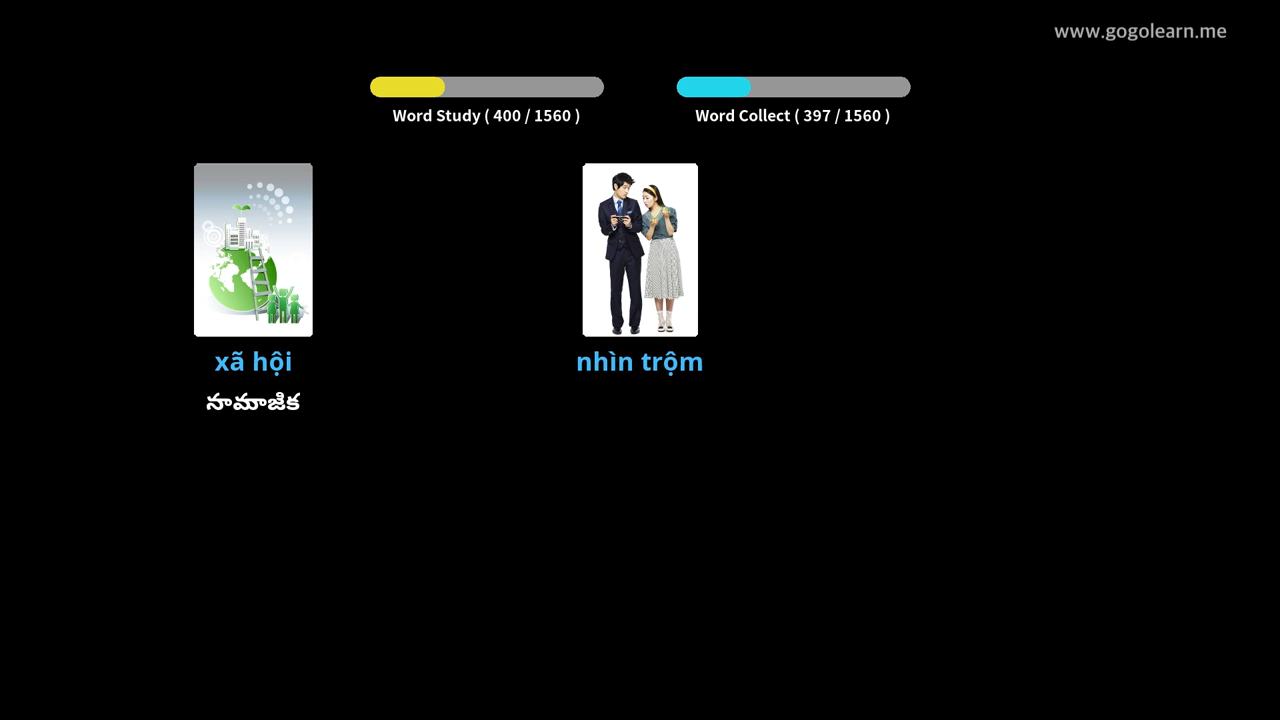 www.gogolearn.me
Word Study ( 400 / 1560 )
Word Collect ( 397 / 1560 )
xã hội
nhìn trộm
నామాజిక